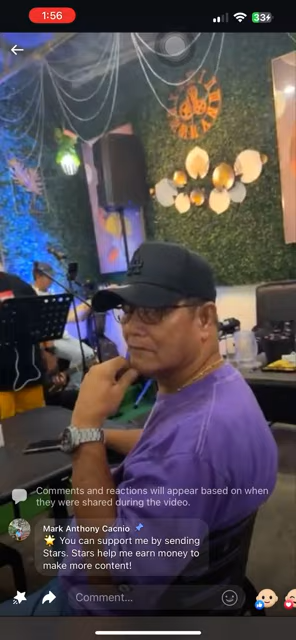 1:56
33
Comments and reactions will appear based on when
they were shared during the video.
Mark Anthony Cacnio
🌟 You can support me by sending
Stars. Stars help me earn money to
make more content!
Comment...